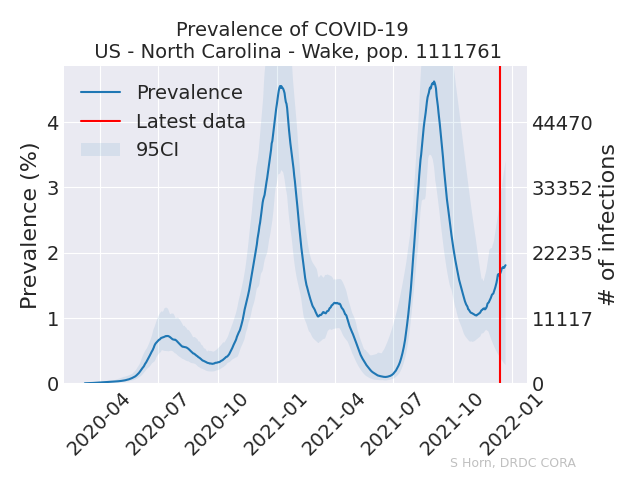 Prevalence of COVID-19
US - North Carolina - Wake, pop. 1111761
Prevalence
Latest data
95CI
Prevalence (%)
4
3
2
1
0
# of infections
44470
33352
22235
11117
0
2020-04
2020-07
2020-10
2021-01
2021-04
2021-07
2021-10
2022-01
S Horn, DRDC CORA